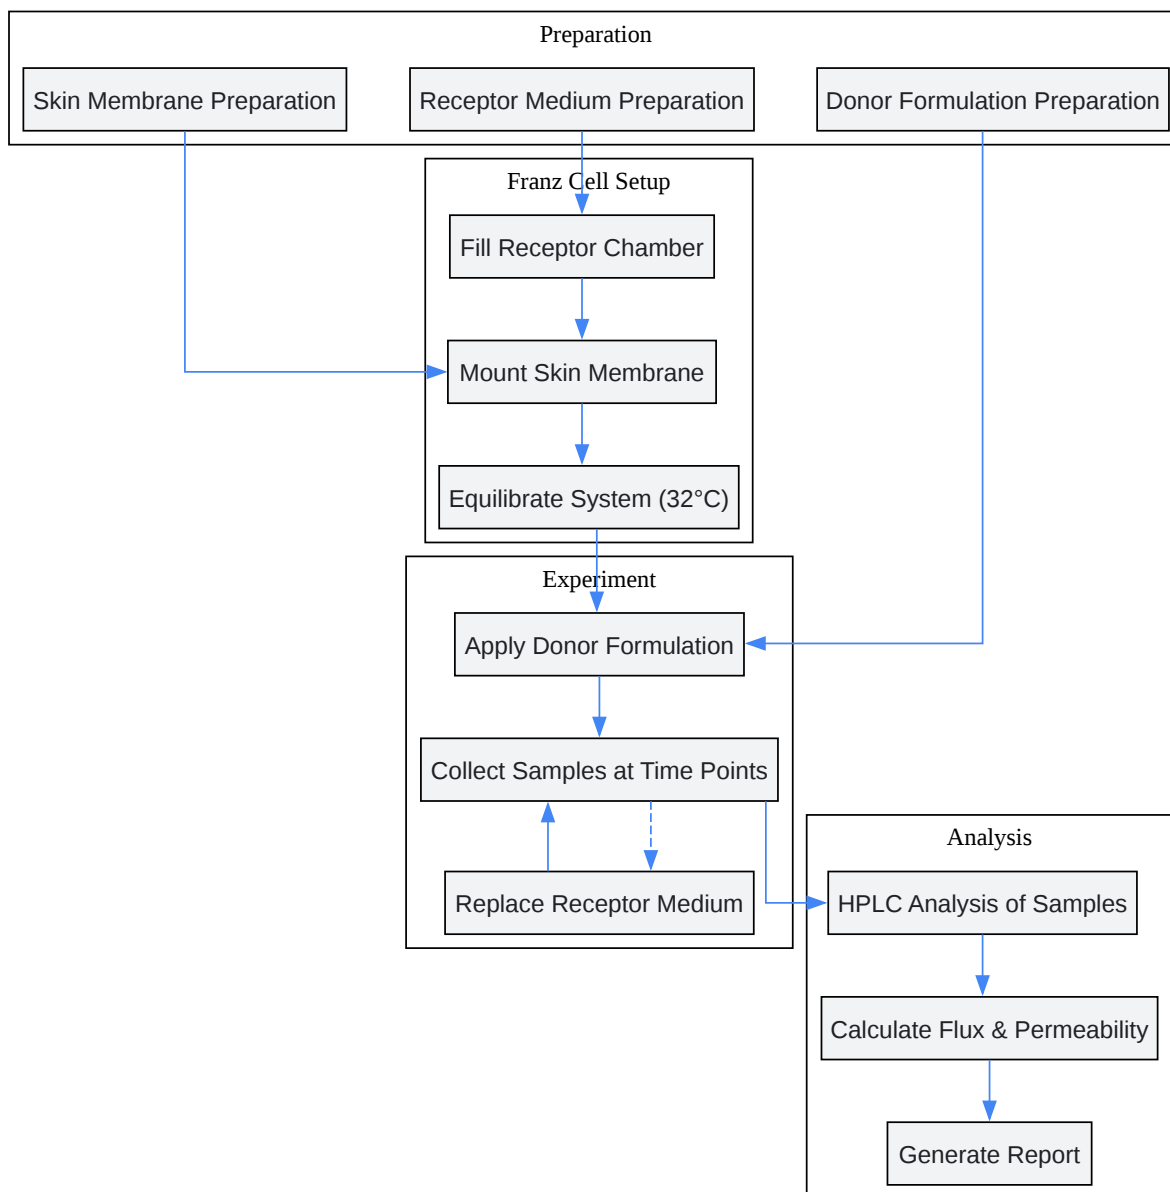 Preparation
Skin Membrane Preparation
Receptor Medium Preparation
Donor Formulation Preparation
Franz Cell Setup
Fill Receptor Chamber
Mount Skin Membrane
Equilibrate System (32°C)
Experiment
Apply Donor Formulation
Collect Samples at Time Points
Replace Receptor Medium
Analysis
HPLC Analysis of Samples
Calculate Flux & Permeability
Generate Report